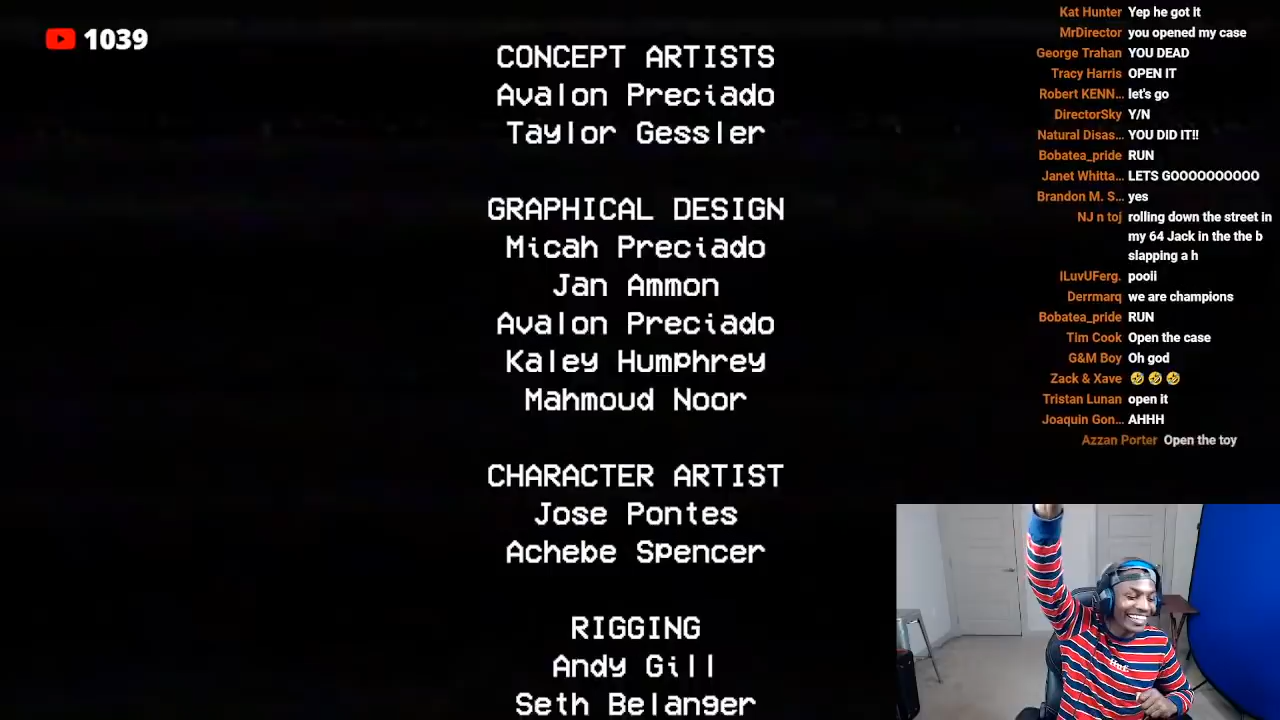 1039
CONCEPT ARTISTS
Avalon Preciado
Taylor Gessler
GRAPHICAL DESIGN
Micah Preciado
Jan Ammon
Avalon Preciado
Kaley Humphrey
Mahmoud Noor
CHARACTER ARTIST
Jose Pontes
Achebe Spencer
RIGGING
Andy Gill
Seth Belanger
Kat Hunter Yep he got it
MrDirector you opened my case
George Trahan YOU DEAD
Tracy Harris OPEN IT
Robert KENN... let's go
DirectorSky Y/N
Natural Disas... YOU DID IT!!
Bobatea_pride RUN
Janet Whitta... LETS GOOOOOOOOOO
Brandon M. S... yes
NJ n toj rolling down the street in
my 64 Jack in the the b
slapping a h
ILuvUFerg. pooii
Derrmarq we are champions
Bobatea_pride RUN
Tim Cook Open the case
G&M Boy Oh god
Zack & Xave 🤣 🤣 🤣
Tristan Lunan open it
Joaquin Gon... AHHH
Azzan Porter Open the toy